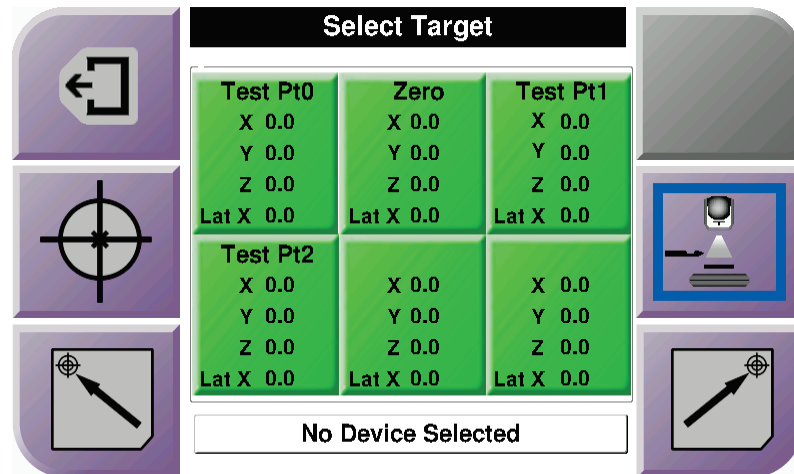 Select Target
Test Pt0 Zero Test Pt1
X 0.0 X 0.0 X 0.0
Y 0.0 Y 0.0 Y 0.0
Z 0.0 Z 0.0 Z 0.0
Lat X 0.0 Lat X 0.0 Lat X 0.0
Test Pt2
X 0.0 X 0.0 X 0.0
Y 0.0 Y 0.0 Y 0.0
Z 0.0 Z 0.0 Z 0.0
Lat X 0.0 Lat X 0.0 Lat X 0.0
No Device Selected